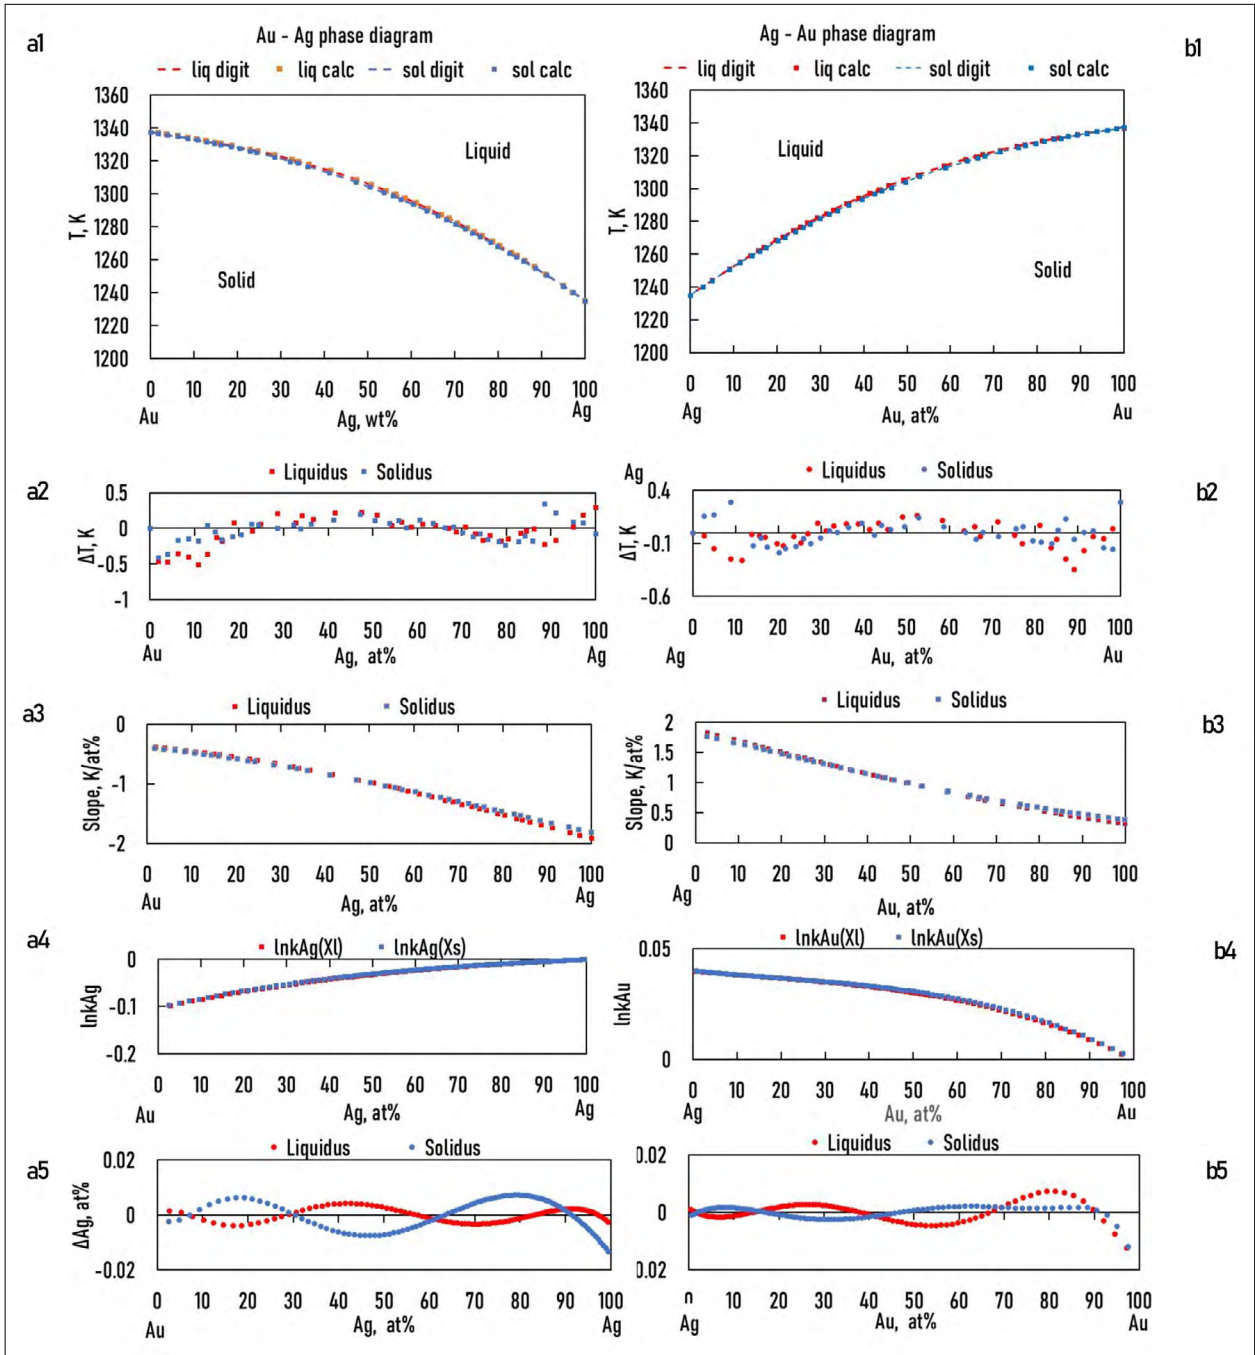 a1
Au - Ag phase diagram
liq digit liq calc sol digit sol calc
1360
1340
1320
1300
1280
1260
1240
1220
1200
T, K
Liquid
Solid
0 10 20 30 40 50 60 70 80 90 100
Au Ag, wt% Ag
b1
Ag - Au phase diagram
liq digit liq calc sol digit sol calc
1360
1340
1320
1300
1280
1260
1240
1220
1200
T, K
Liquid
Solid
0 10 20 30 40 50 60 70 80 90 100
Ag Au, at% Au
a2
Liquidus Solidus
0.5
0
-0.5
-1
ΔT, K
0 10 20 30 40 50 60 70 80 90 100
Au Ag, at% Ag
b2
Ag
Liquidus Solidus
0.4
-0.1
-0.6
ΔT, K
0 10 20 30 40 50 60 70 80 90 100
Ag Au, at% Au
a3
Liquidus Solidus
0
-1
-2
Slope, K/at%
0 10 20 30 40 50 60 70 80 90 100
Au Ag, at% Ag
b3
Liquidus Solidus
2
1.5
1
0.5
0
Slope, K/at%
0 10 20 30 40 50 60 70 80 90 100
Ag Au, at% Au
a4
lnkAg(Xl) lnkAg(Xs)
0
-0.1
-0.2
lnkAg
0 10 20 30 40 50 60 70 80 90 100
Au Ag, at% Ag
b4
lnkAu(Xl) lnkAu(Xs)
0.05
0
lnkAu
0 10 20 30 40 50 60 70 80 90 100
Ag Au, at% Au
a5
Liquidus Solidus
0.02
0
-0.02
ΔAg, at%
0 10 20 30 40 50 60 70 80 90 100
Au Ag, at% Ag
b5
Liquidus Solidus
0.02
0
0.02
10 20 30 40 50 60 70 80 90 100
Ag Au, at% Au